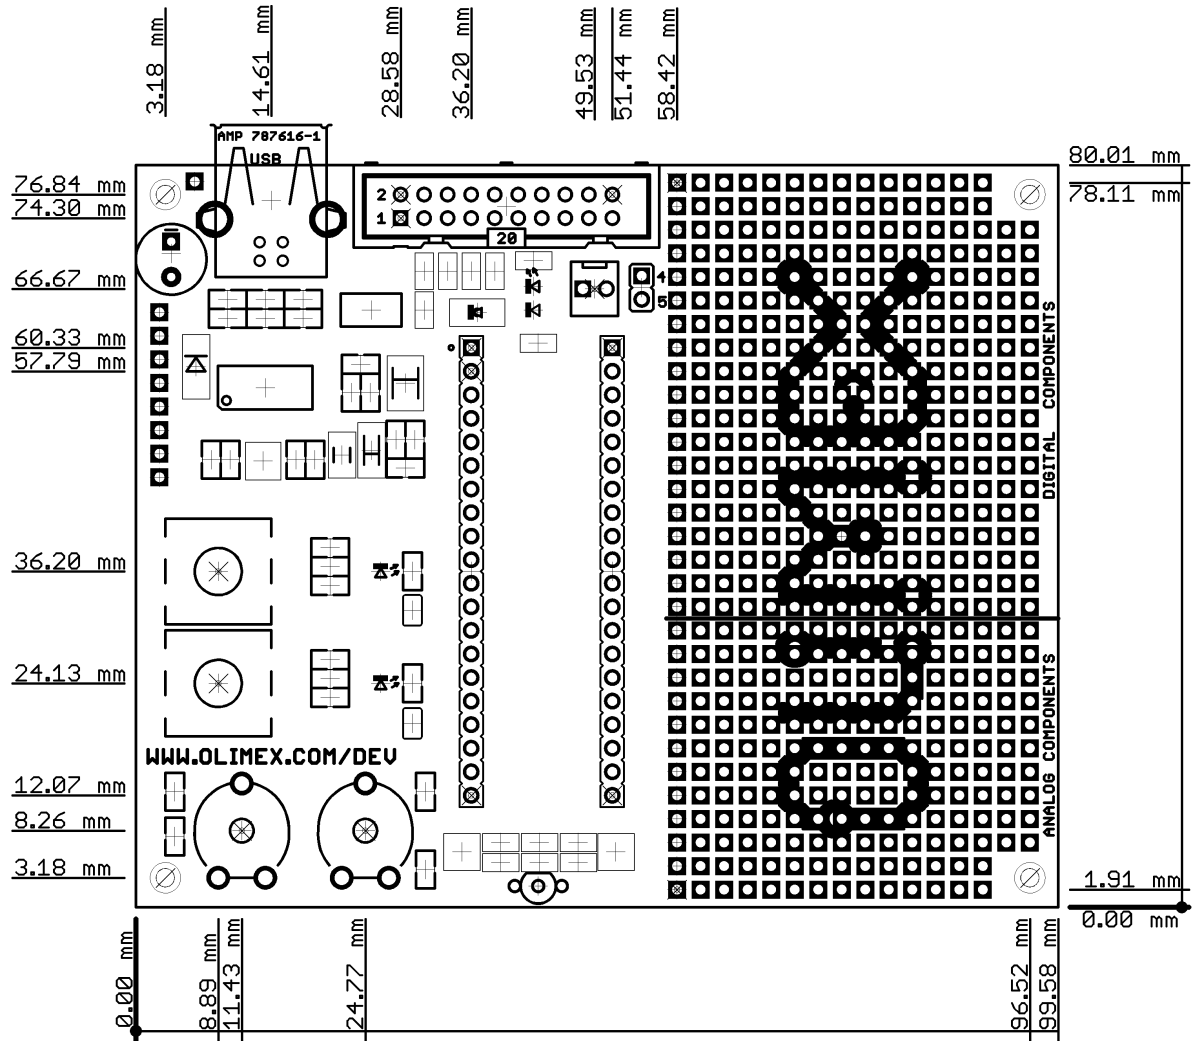 3.18 mm
14.61 mm
28.58 mm
36.20 mm
49.53 mm
51.44 mm
58.42 mm
AMP 787616-1
USB
80.01 mm
78.11 mm
76.84 mm
74.30 mm
2
1
20
66.67 mm
4
5
60.33 mm
57.79 mm
DIGITAL COMPONENTS
36.20 mm
24.13 mm
ANALOG COMPONENTS
WWW.OLIMEX.COM/DEV
12.07 mm
8.26 mm
3.18 mm
1.91 mm
0.00 mm
0.00 mm
8.89 mm
11.43 mm
24.77 mm
96.52 mm
99.58 mm